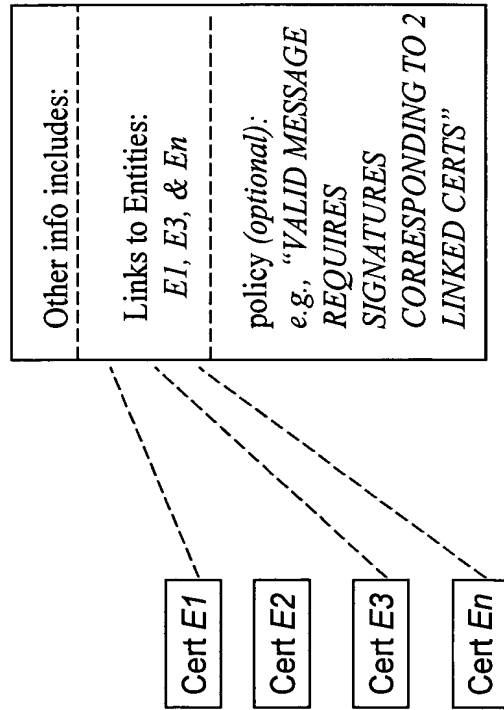 Other info includes:
Links to Entities:
E1, E3, & En
policy (optional):
e.g., “VALID MESSAGE
REQUIRES
SIGNATURES
CORRESPONDING TO 2
LINKED CERTS”
Cert E1
Cert E2
Cert E3
Cert En